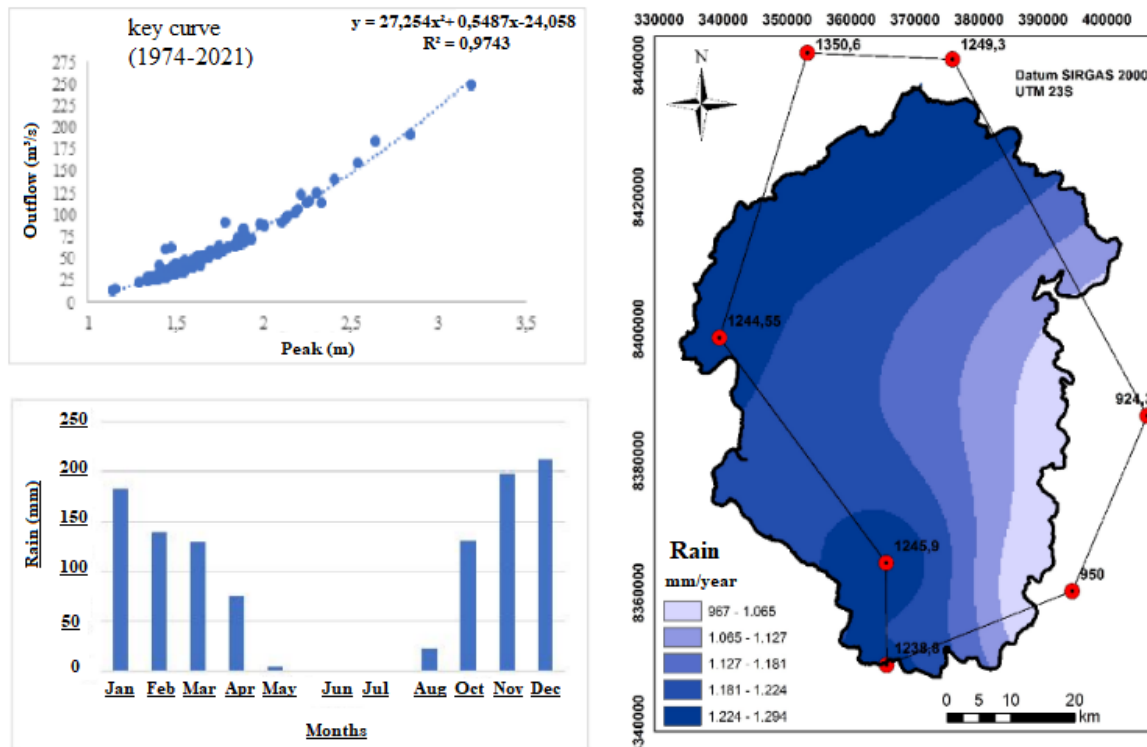 key curve
(1974-2021)
y = 27,254x²+ 0,5487x-24,058
R² = 0,9743
Outflow (m³/s)
275
250
225
200
175
150
125
100
75
50
25
0
1 1,5 2 2,5 3 3,5
Peak (m)
Rain (mm)
250
200
150
100
50
0
Jan Feb Mar Apr May Jun Jul Aug Oct Nov Dec
Months
330000 340000 350000 360000 370000 380000 390000 400000
8440000
8420000
8400000
8380000
8360000
8340000
N
1350,6
1249,3
Datum SIRGAS 2000
UTM 23S
1244,55
1245,9
950
1238,6
Rain
mm/year
967 - 1.065
1.065 - 1.127
1.127 - 1.181
1.181 - 1.224
1.224 - 1.294
0 5 10 20
km